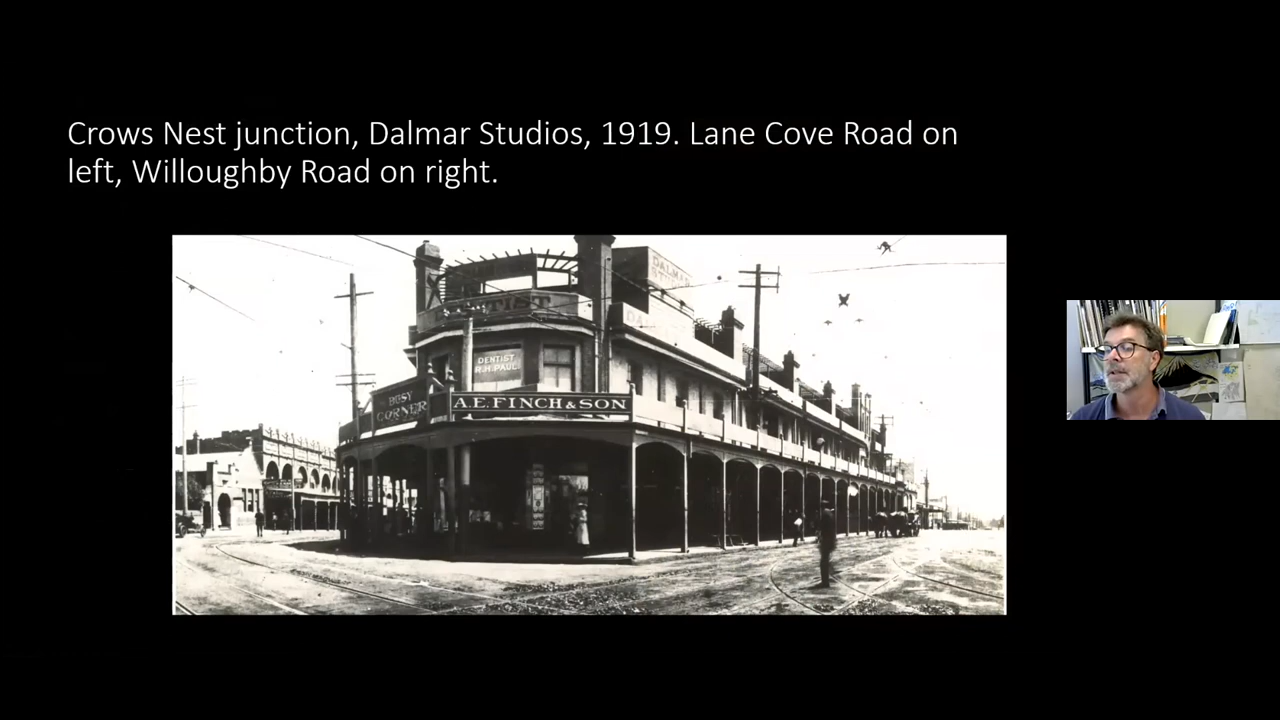 Crows Nest junction, Dalmar Studios, 1919. Lane Cove Road on
left, Willoughby Road on right.
DALMAR
DENTIST
R.H. PAUL
BUSY
CORNER
A.E. FINCH & SON